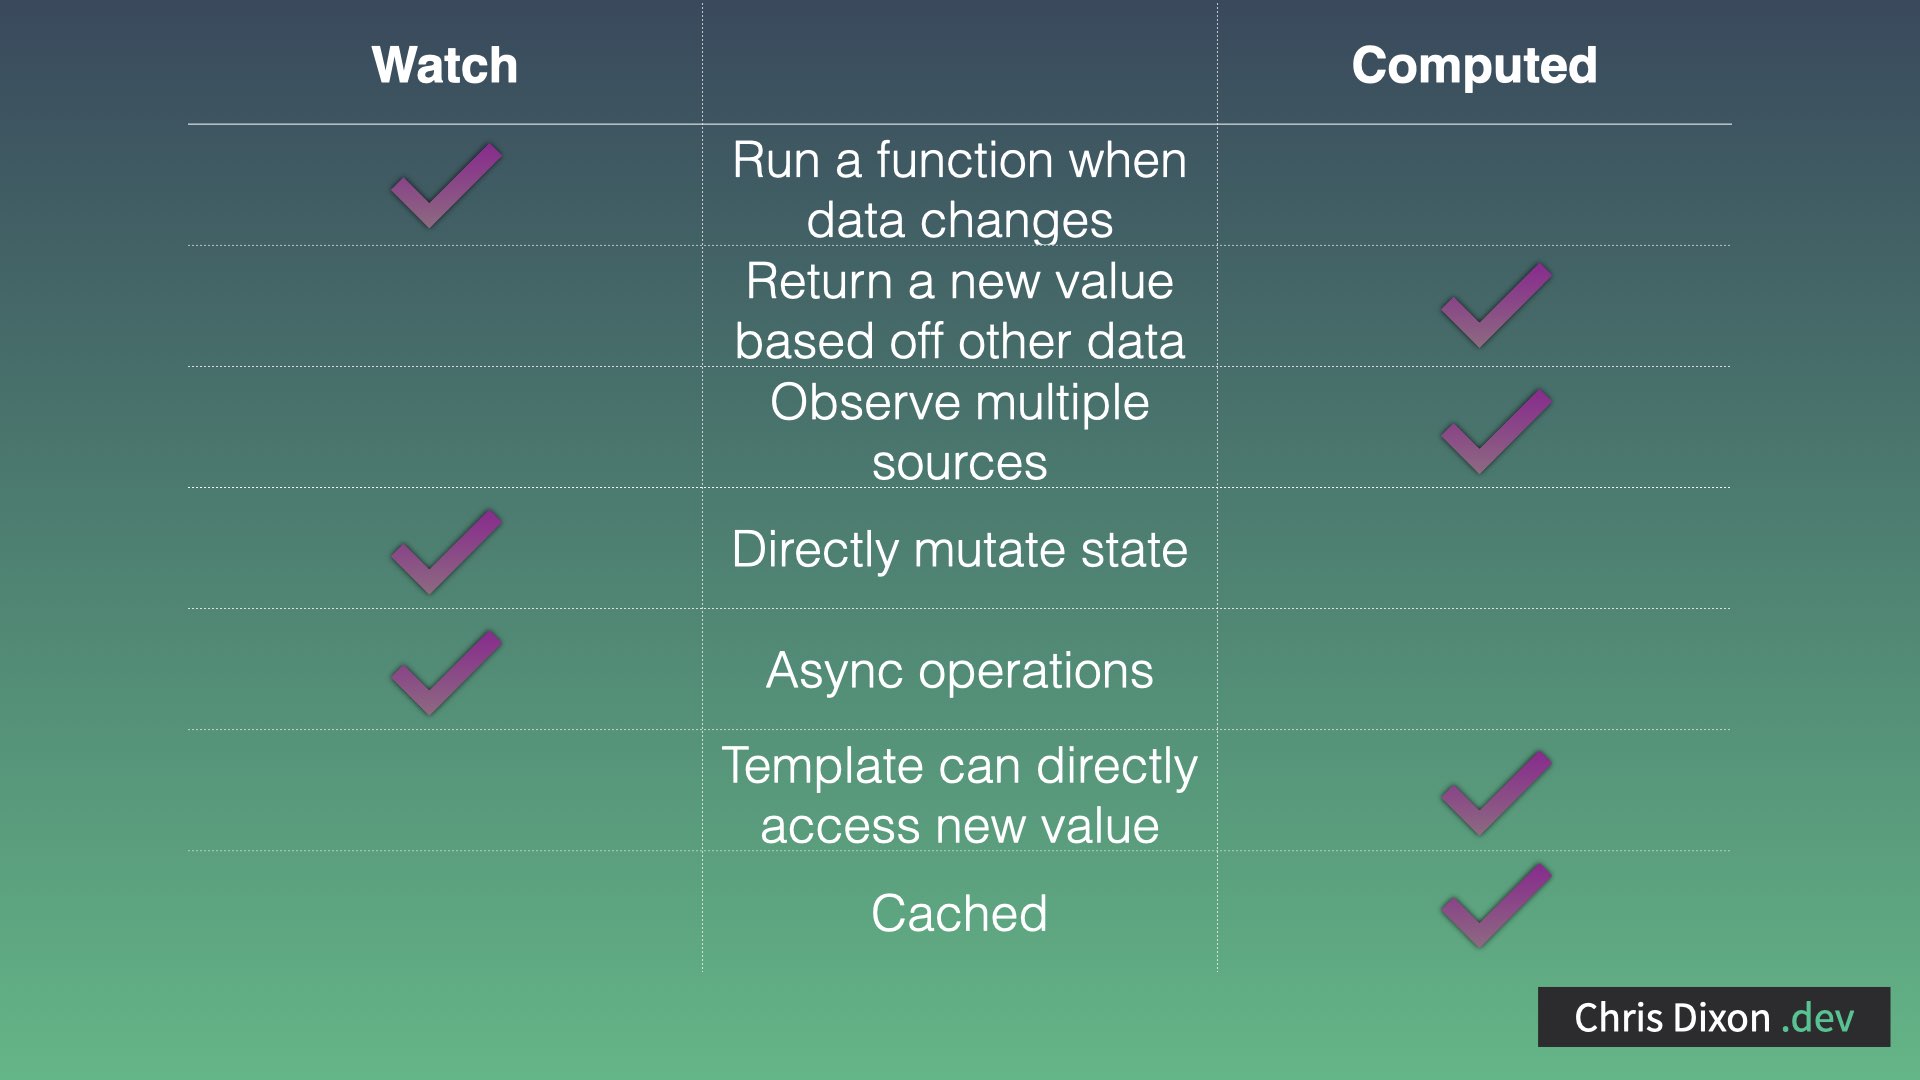 Watch
Computed
Run a function when
data changes
Return a new value
based off other data
Observe multiple
sources
Directly mutate state
Async operations
Template can directly
access new value
Cached
Chris Dixon .dev